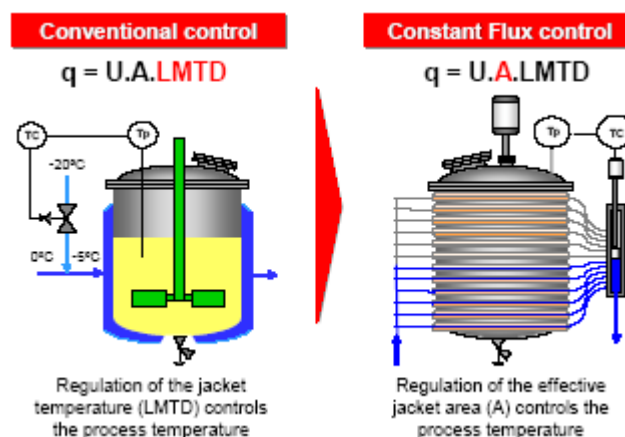 Conventional control
q = U.A.LMTD
TC
Tp
-20ºC
0ºC
-5ºC
Regulation of the jacket
temperature (LMTD) controls
the process temperature
Constant Flux control
q = U.A.LMTD
Tp
TC
Regulation of the effective
jacket area (A) controls the
process temperature